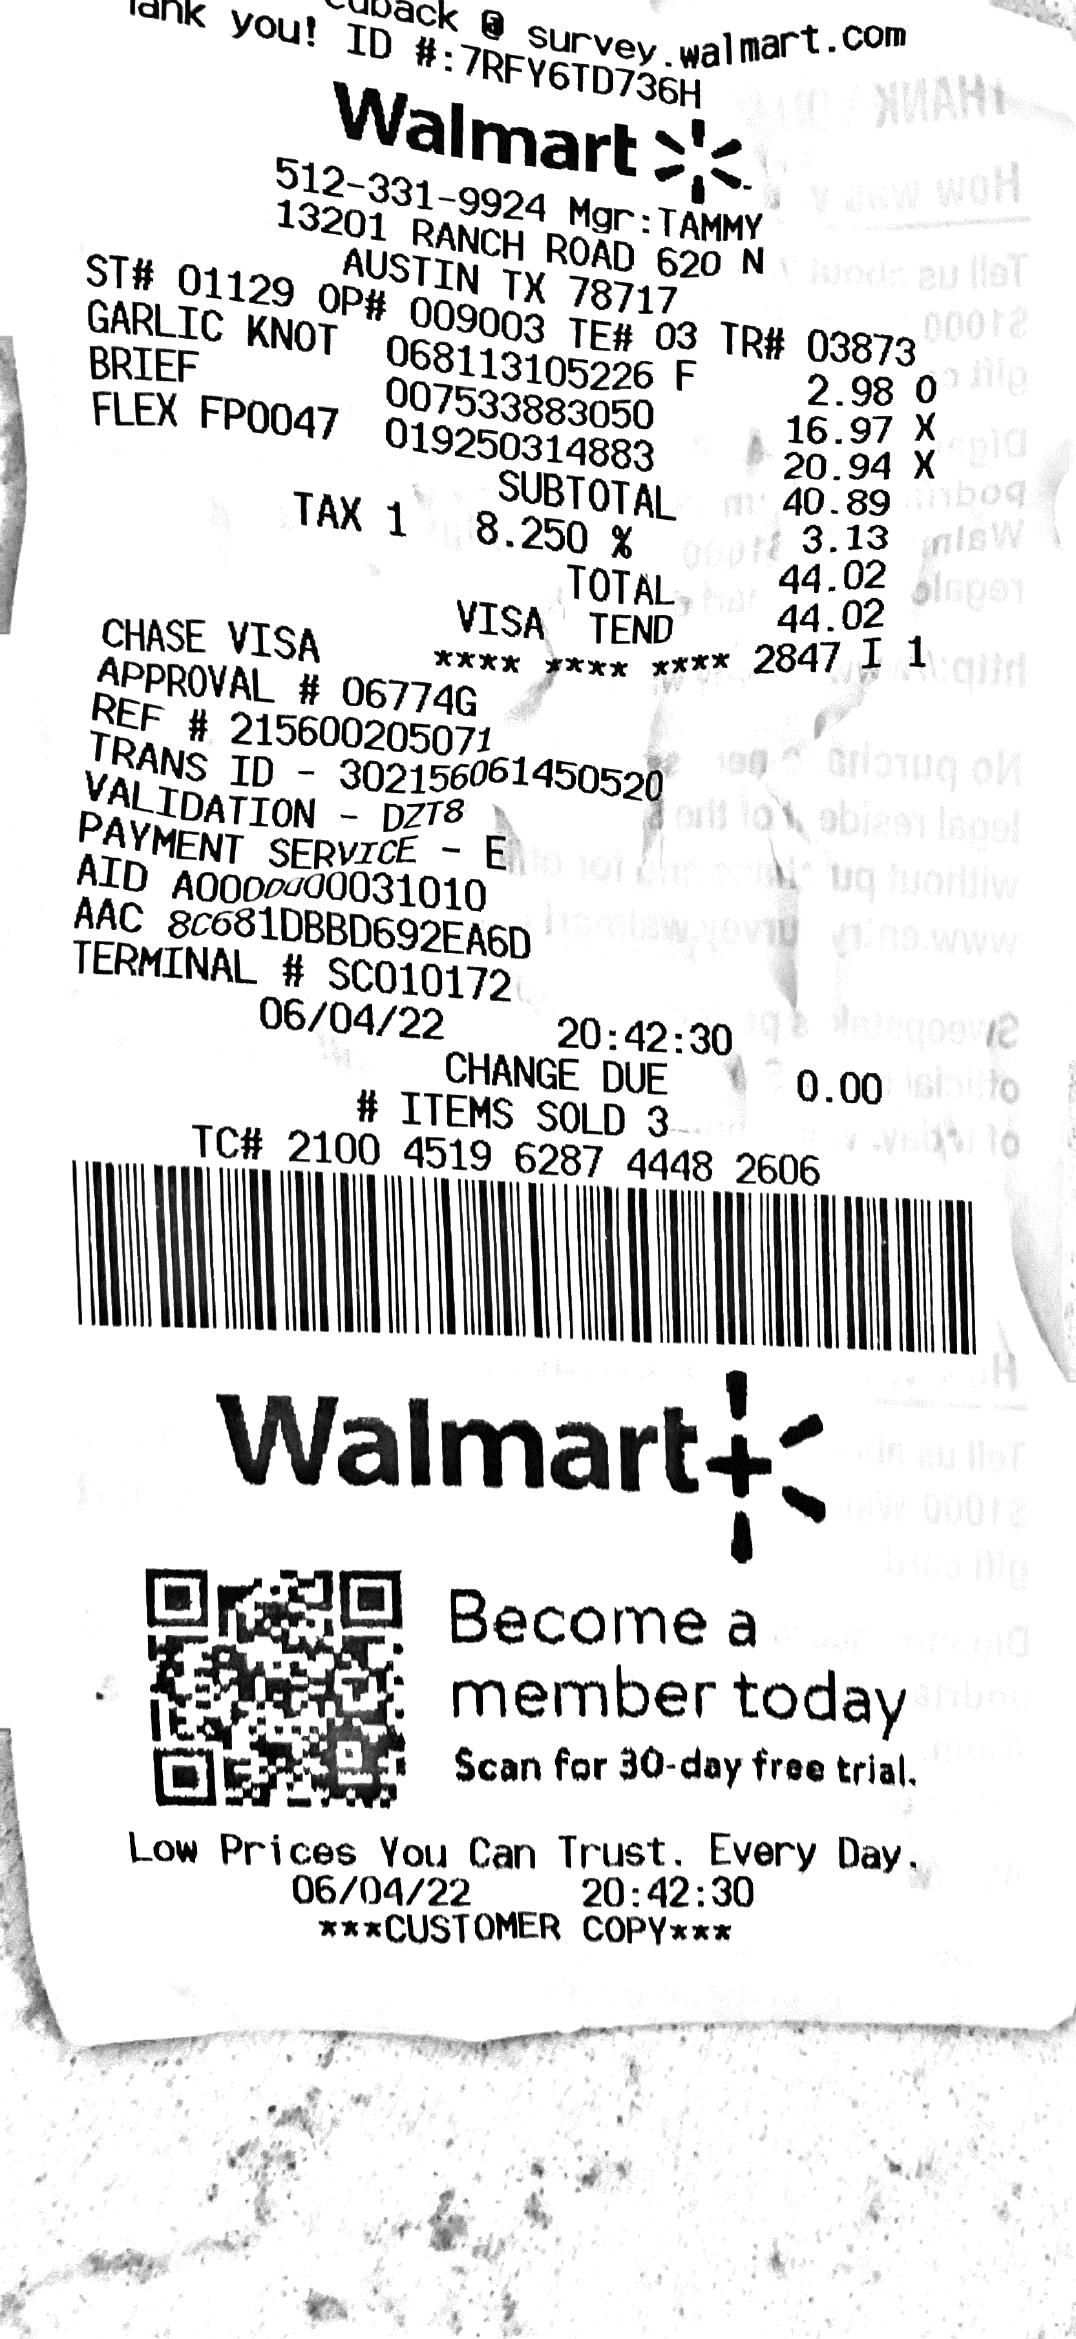 @ survey.walmart.com
you! ID #:7RFY6TD736H
Walmart
512-331-9924 Mgr:TAMMY
13201 RANCH ROAD 620 N
AUSTIN TX 78717
ST# 01129 OP# 009003 TE# 03 TR# 03873
GARLIC KNOT 068113105226 F 2.98 O
BRIEF 007533883050 16.97 X
FLEX FP0047 019250314883 20.94 X
SUBTOTAL 40.89
TAX 1 8.250 % 3.13
TOTAL 44.02
VISA TEND 44.02
CHASE VISA **** **** **** 2847 I 1
APPROVAL # 06774G
REF # 215600205071
TRANS ID - 302156061450520
VALIDATION - DZT8
PAYMENT SERVICE - E
AID A0000000031010
AAC 8C681DBBD692EA6D
TERMINAL # SC010172
06/04/22 20:42:30
CHANGE DUE 0.00
# ITEMS SOLD 3
TC# 2100 4519 6287 4448 2606
Walmart+
Become a
member today
Scan for 30-day free trial.
Low Prices You Can Trust. Every Day.
06/04/22 20:42:30
***CUSTOMER COPY***